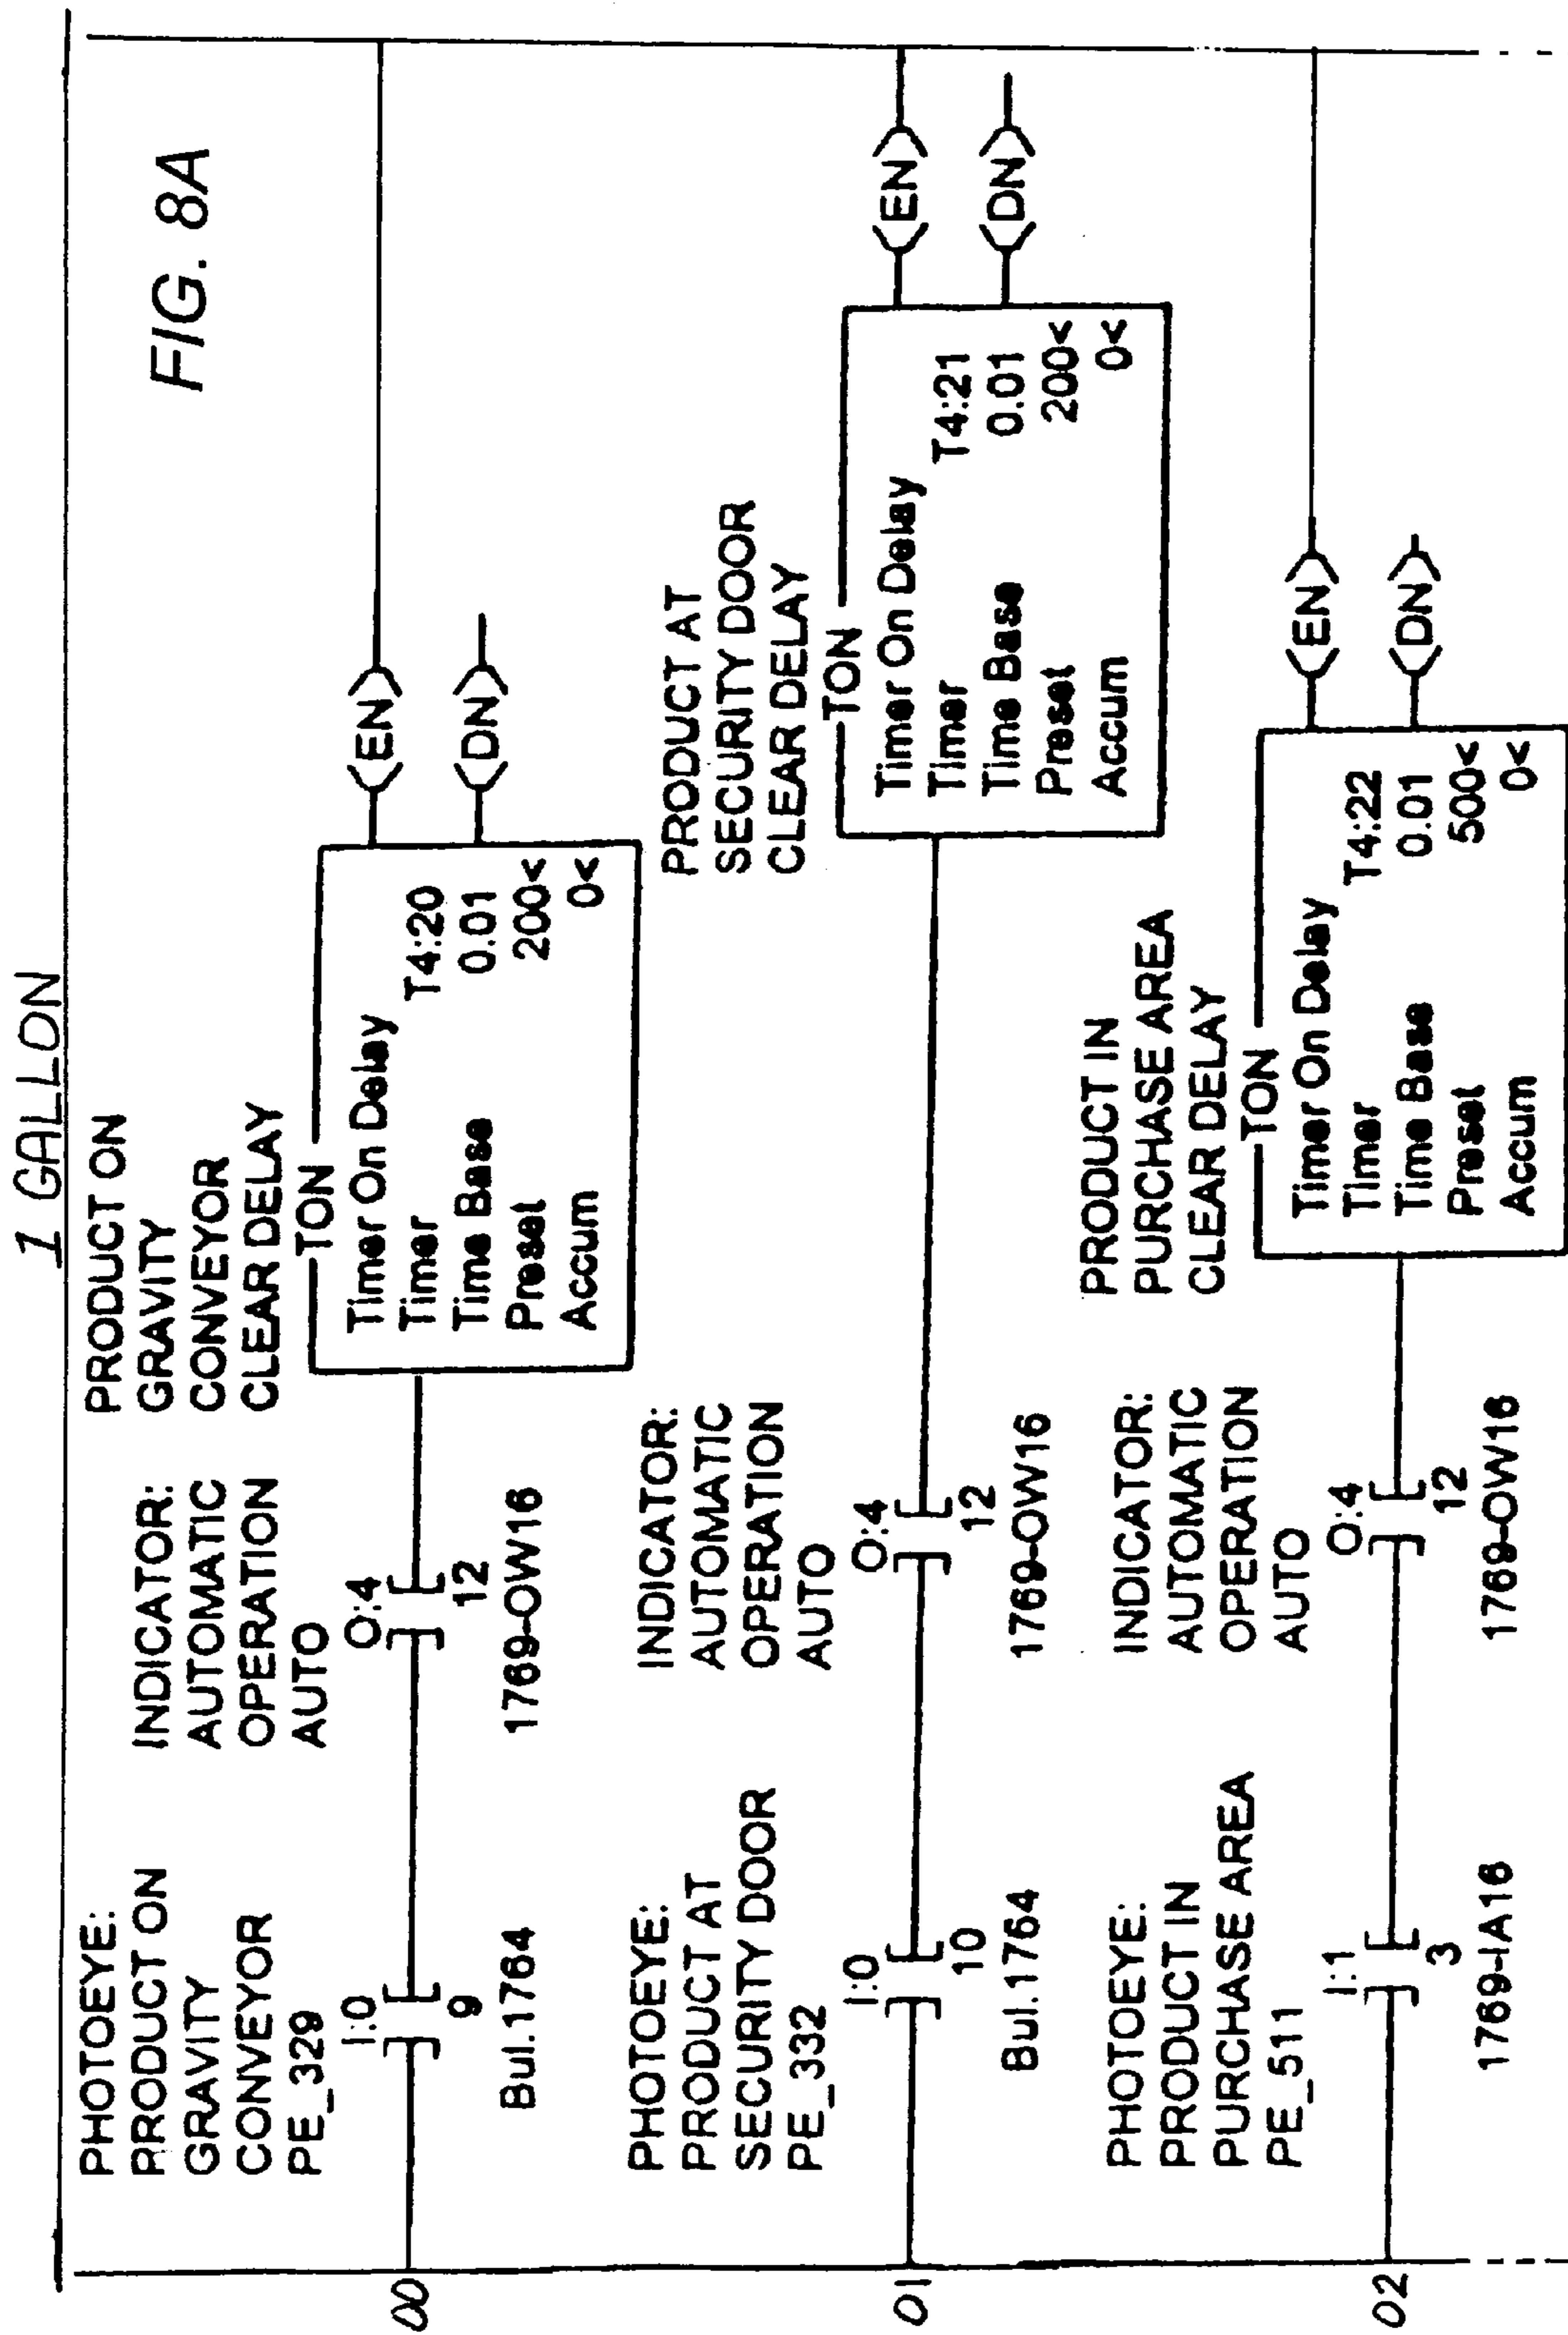 1 GALLON
FIG. 8A
00
PHOTOEYE:
PRODUCT ON
GRAVITY
CONVEYOR
PE_329
I:0
9
Bul.1764
INDICATOR:
AUTOMATIC
OPERATION
AUTO
O:4
12
1769-OW16
PRODUCT ON
GRAVITY
CONVEYOR
CLEAR DELAY
TON
Timer On Delay
Timer T4:20
Time Base 0.01
Preset 200<
Accum 0<
EN
DN
01
PHOTOEYE:
PRODUCT AT
SECURITY DOOR
PE_332
I:0
10
Bul.1764
INDICATOR:
AUTOMATIC
OPERATION
AUTO
O:4
12
1769-OW16
PRODUCT AT
SECURITY DOOR
CLEAR DELAY
TON
Timer On Delay
Timer T4:21
Time Base 0.01
Preset 200<
Accum 0<
EN
DN
02
PHOTOEYE:
PRODUCT IN
PURCHASE AREA
PE_511
I:1
3
1769-IA16
INDICATOR:
AUTOMATIC
OPERATION
AUTO
O:4
12
1769-OW16
PRODUCT IN
PURCHASE AREA
CLEAR DELAY
TON
Timer On Delay
Timer T4:22
Time Base 0.01
Preset 500<
Accum 0<
EN
DN